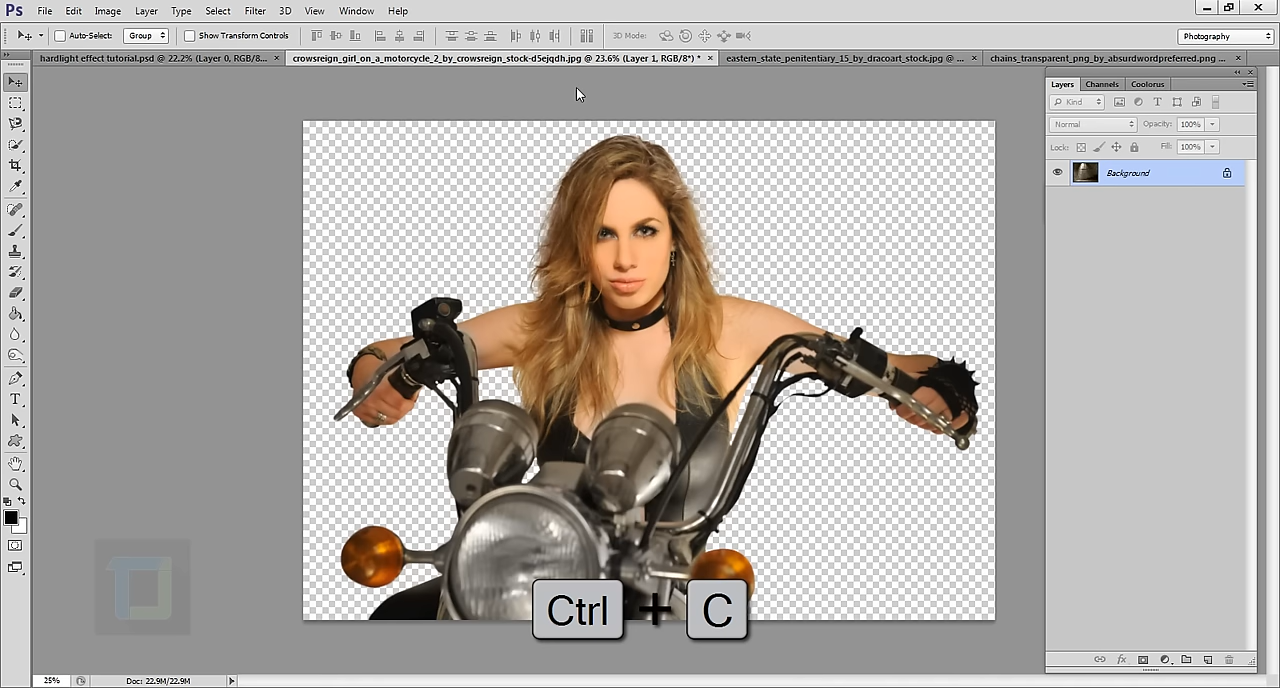 Ps File Edit Image Layer Type Select Filter 3D View Window Help
Auto-Select: Group Show Transform Controls 3D Mode: Photography
hardlight effect tutorial.psd @ 22.2% (Layer 0, RGB/8... × crowsreign_girl_on_a_motorcycle_2_by_crowsreign_stock-d5ejqdh.jpg @ 23.6% (Layer 1, RGB/8*) * × eastern_state_penitentiary_15_by_dracoart_stock.jpg @ ... × chains_transparent_png_by_absurdwordpreferred.png ... ×
Layers Channels Coolorus
Kind
Normal Opacity: 100%
Lock: Fill: 100%
Background
Ctrl + C
25% Doc: 22.9M/22.9M